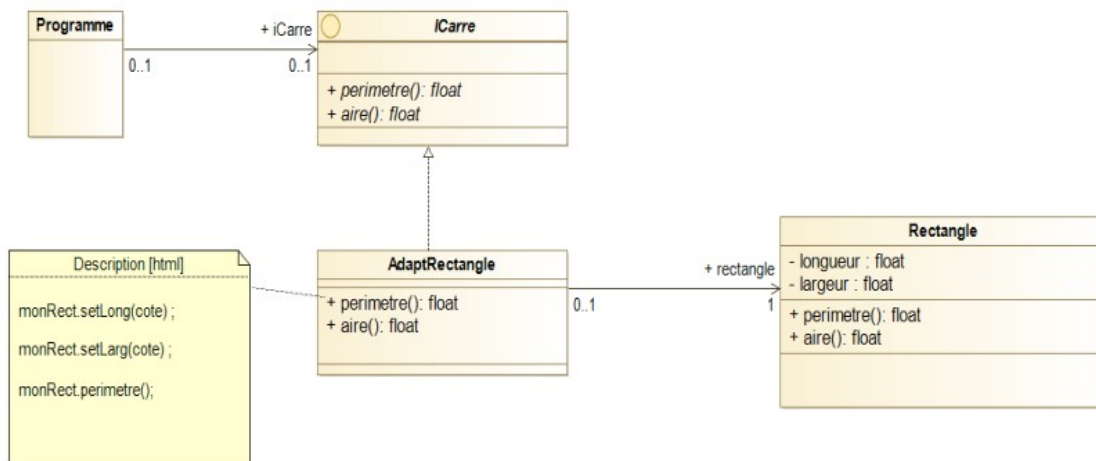 Programme
+ iCarre
0..1
0..1
ICarre
+ perimetre(): float
+ aire(): float
Description [html]
monRect.setLong(cote) ;
monRect.setLarg(cote) ;
monRect.perimetre();
AdaptRectangle
+ perimetre(): float
+ aire(): float
+ rectangle
0..1
1
Rectangle
- longueur : float
- largeur : float
+ perimetre(): float
+ aire(): float